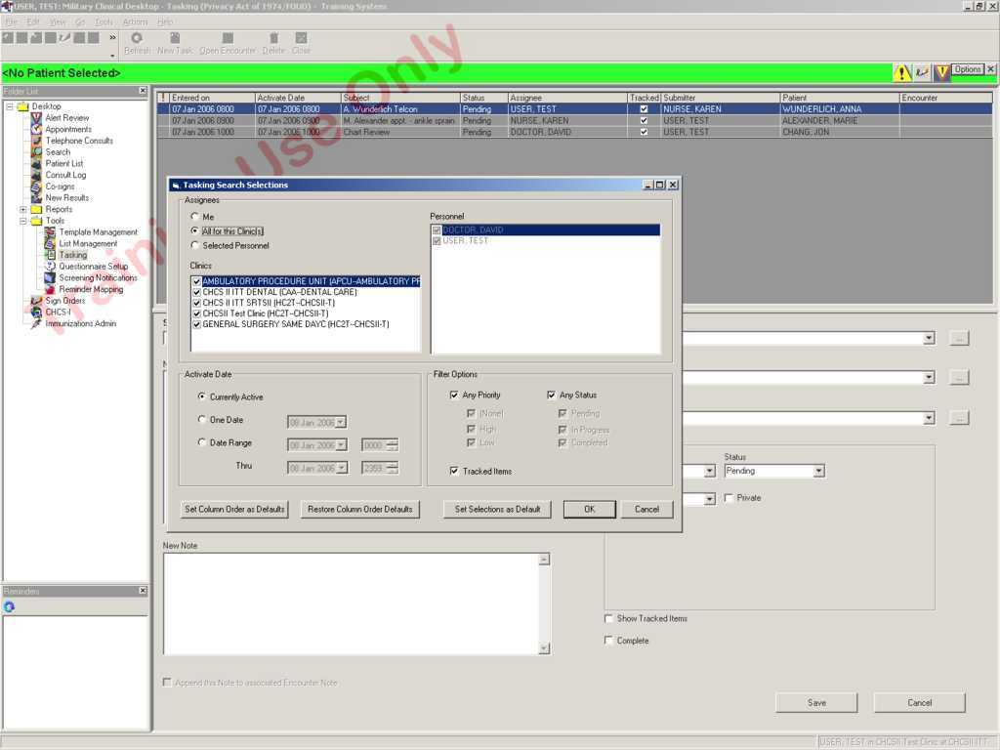 USER, TEST: Military Clinical Desktop - Tasking (Privacy Act of 1974/FOUO) - Training System
File Edit View Go Tools Actions Help
» Refresh New Task Open Encounter Delete Close
<No Patient Selected> Options
Folder List
Desktop
Alert Review
Appointments
Telephone Consults
Search
Patient List
Consult Log
Co-signs
New Results
Reports
Tools
Template Management
List Management
Tasking
Questionnaire Setup
Screening Notifications
Reminder Mapping
Sign Orders
CHCS-I
Immunizations Admin
Reminders
! Entered on Activate Date Subject Status Assignee Tracked Submitter Patient Encounter
07 Jan 2006 0800 07 Jan 2006 0800 A. Wunderlich Telcon Pending USER, TEST NURSE, KAREN WUNDERLICH, ANNA
07 Jan 2006 0900 07 Jan 2006 0900 M. Alexander appt. - ankle sprain Pending NURSE, KAREN USER, TEST ALEXANDER, MARIE
07 Jan 2006 1000 07 Jan 2006 1000 Chart Review Pending DOCTOR, DAVID USER, TEST CHANG, JON
Training Use Only
Tasking Search Selections
Assignees
Me
All for this Clinic(s)
Selected Personnel
Clinics
AMBULATORY PROCEDURE UNIT (APCU--AMBULATORY PR
CHCS II ITT DENTAL (CAA--DENTAL CARE)
CHCS II ITT SRTSII (HC2T--CHCSII-T)
CHCSII Test Clinic (HC2T--CHCSII-T)
GENERAL SURGERY SAME DAYC (HC2T--CHCSII-T)
Personnel
DOCTOR, DAVID
USER, TEST
Activate Date
Currently Active
One Date 08 Jan 2006
Date Range 08 Jan 2006 0000
Thru 08 Jan 2006 2359
Filter Options
Any Priority Any Status
(None) Pending
High In Progress
Low Completed
Tracked Items
Set Column Order as Defaults Restore Column Order Defaults Set Selections as Default OK Cancel
...
...
...
Status
Pending
Private
New Note
Show Tracked Items
Complete
Append this Note to associated Encounter Note
Save Cancel
USER, TEST in CHCSII Test Clinic at CHCSII ITT